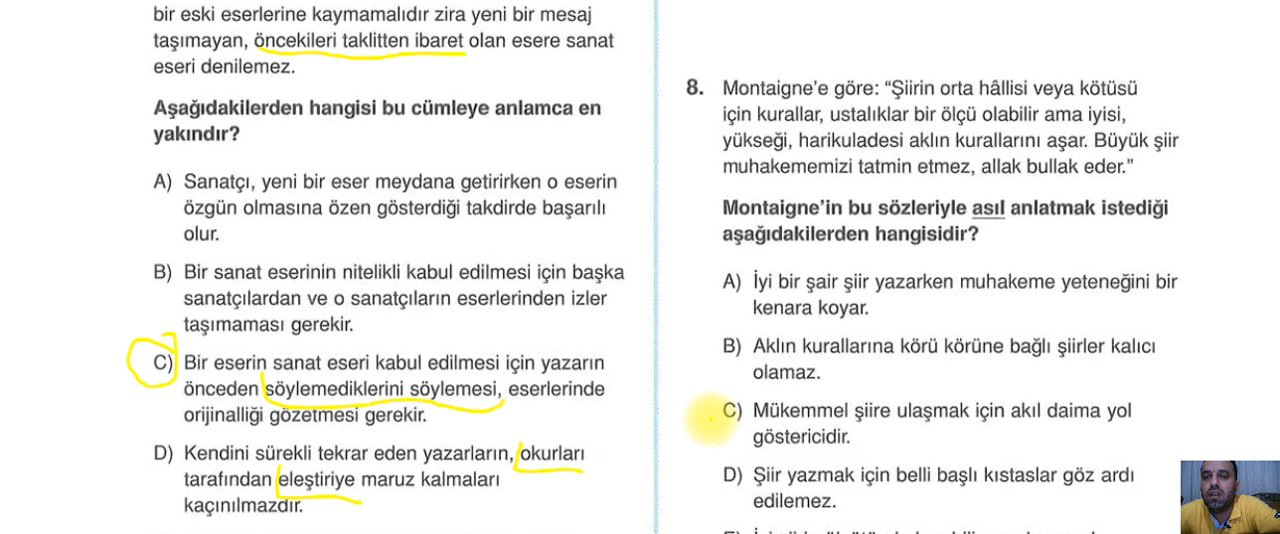 bir eski eserlerine kaymamalıdır zira yeni bir mesaj
taşımayan, öncekileri taklitten ibaret olan esere sanat
eseri denilemez.
Aşağıdakilerden hangisi bu cümleye anlamca en
yakındır?
A) Sanatçı, yeni bir eser meydana getirirken o eserin
özgün olmasına özen gösterdiği takdirde başarılı
olur.
B) Bir sanat eserinin nitelikli kabul edilmesi için başka
sanatçılardan ve o sanatçıların eserlerinden izler
taşımaması gerekir.
C) Bir eserin sanat eseri kabul edilmesi için yazarın
önceden söylemediklerini söylemesi, eserlerinde
orijinalliği gözetmesi gerekir.
D) Kendini sürekli tekrar eden yazarların, okurları
tarafından eleştiriye maruz kalmaları
kaçınılmazdır.
8. Montaigne’e göre: “Şiirin orta hâllisi veya kötüsü
için kurallar, ustalıklar bir ölçü olabilir ama iyisi,
yükseği, harikuladesi aklın kurallarını aşar. Büyük şiir
muhakememizi tatmin etmez, allak bullak eder.”
Montaigne’in bu sözleriyle asıl anlatmak istediği
aşağıdakilerden hangisidir?
A) İyi bir şair şiir yazarken muhakeme yeteneğini bir
kenara koyar.
B) Aklın kurallarına körü körüne bağlı şiirler kalıcı
olamaz.
C) Mükemmel şiire ulaşmak için akıl daima yol
göstericidir.
D) Şiir yazmak için belli başlı kıstaslar göz ardı
edilemez.